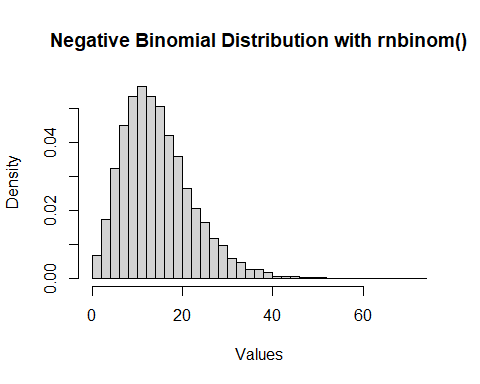 Negative Binomial Distribution with rnbinom()
Density
0.04
0.02
0.00
0 20 40 60
Values